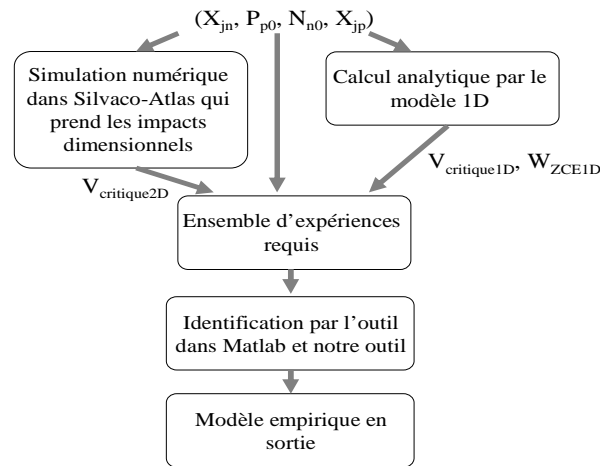 (X_jn, P_p0, N_n0, X_jp)
Simulation numérique
dans Silvaco-Atlas qui
prend les impacts
dimensionnels
Calcul analytique par le
modèle 1D
V_critique2D
V_critique1D, W_ZCE1D
Ensemble d'expériences
requis
Identification par l'outil
dans Matlab et notre outil
Modèle empirique en
sortie